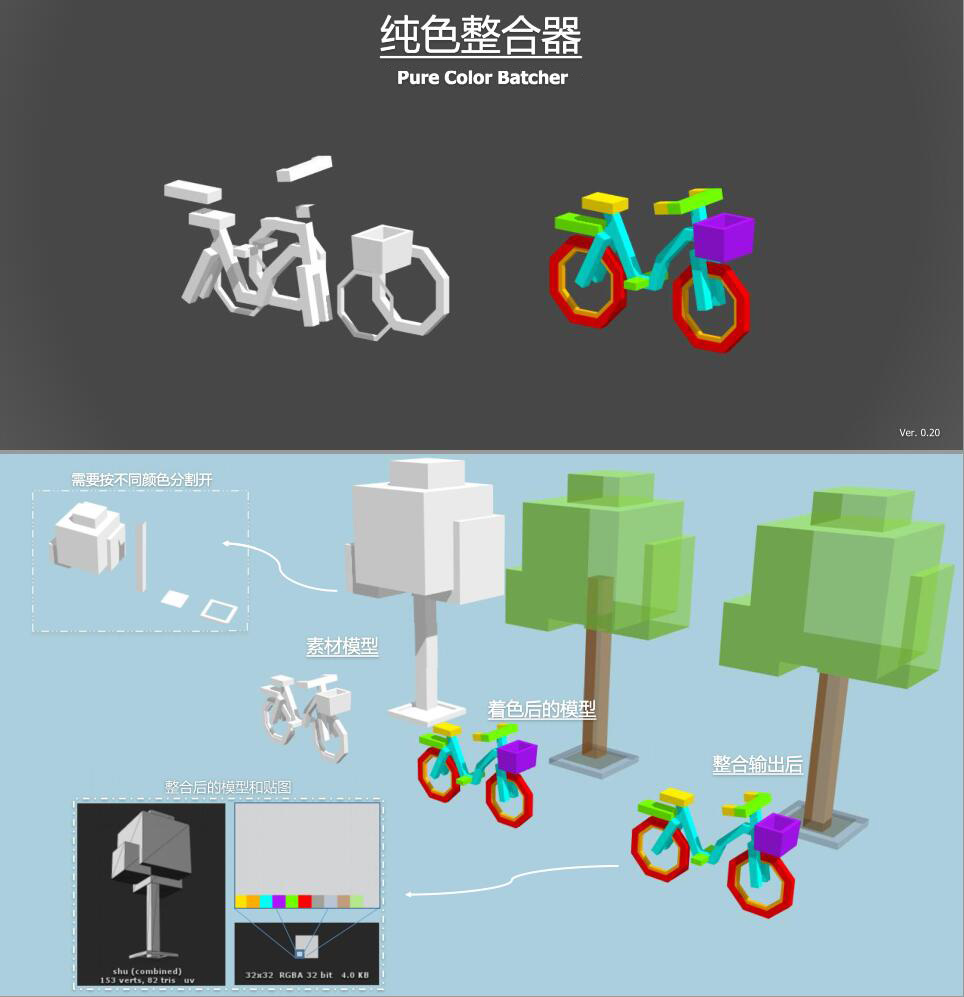 纯色整合器
Pure Color Batcher
Ver. 0.20
需要按不同颜色分割开
素材模型
着色后的模型
整合输出后
整合后的模型和贴图
shu (combined)
153 verts, 82 tris uv
32x32 RGBA 32 bit 4.0 KB